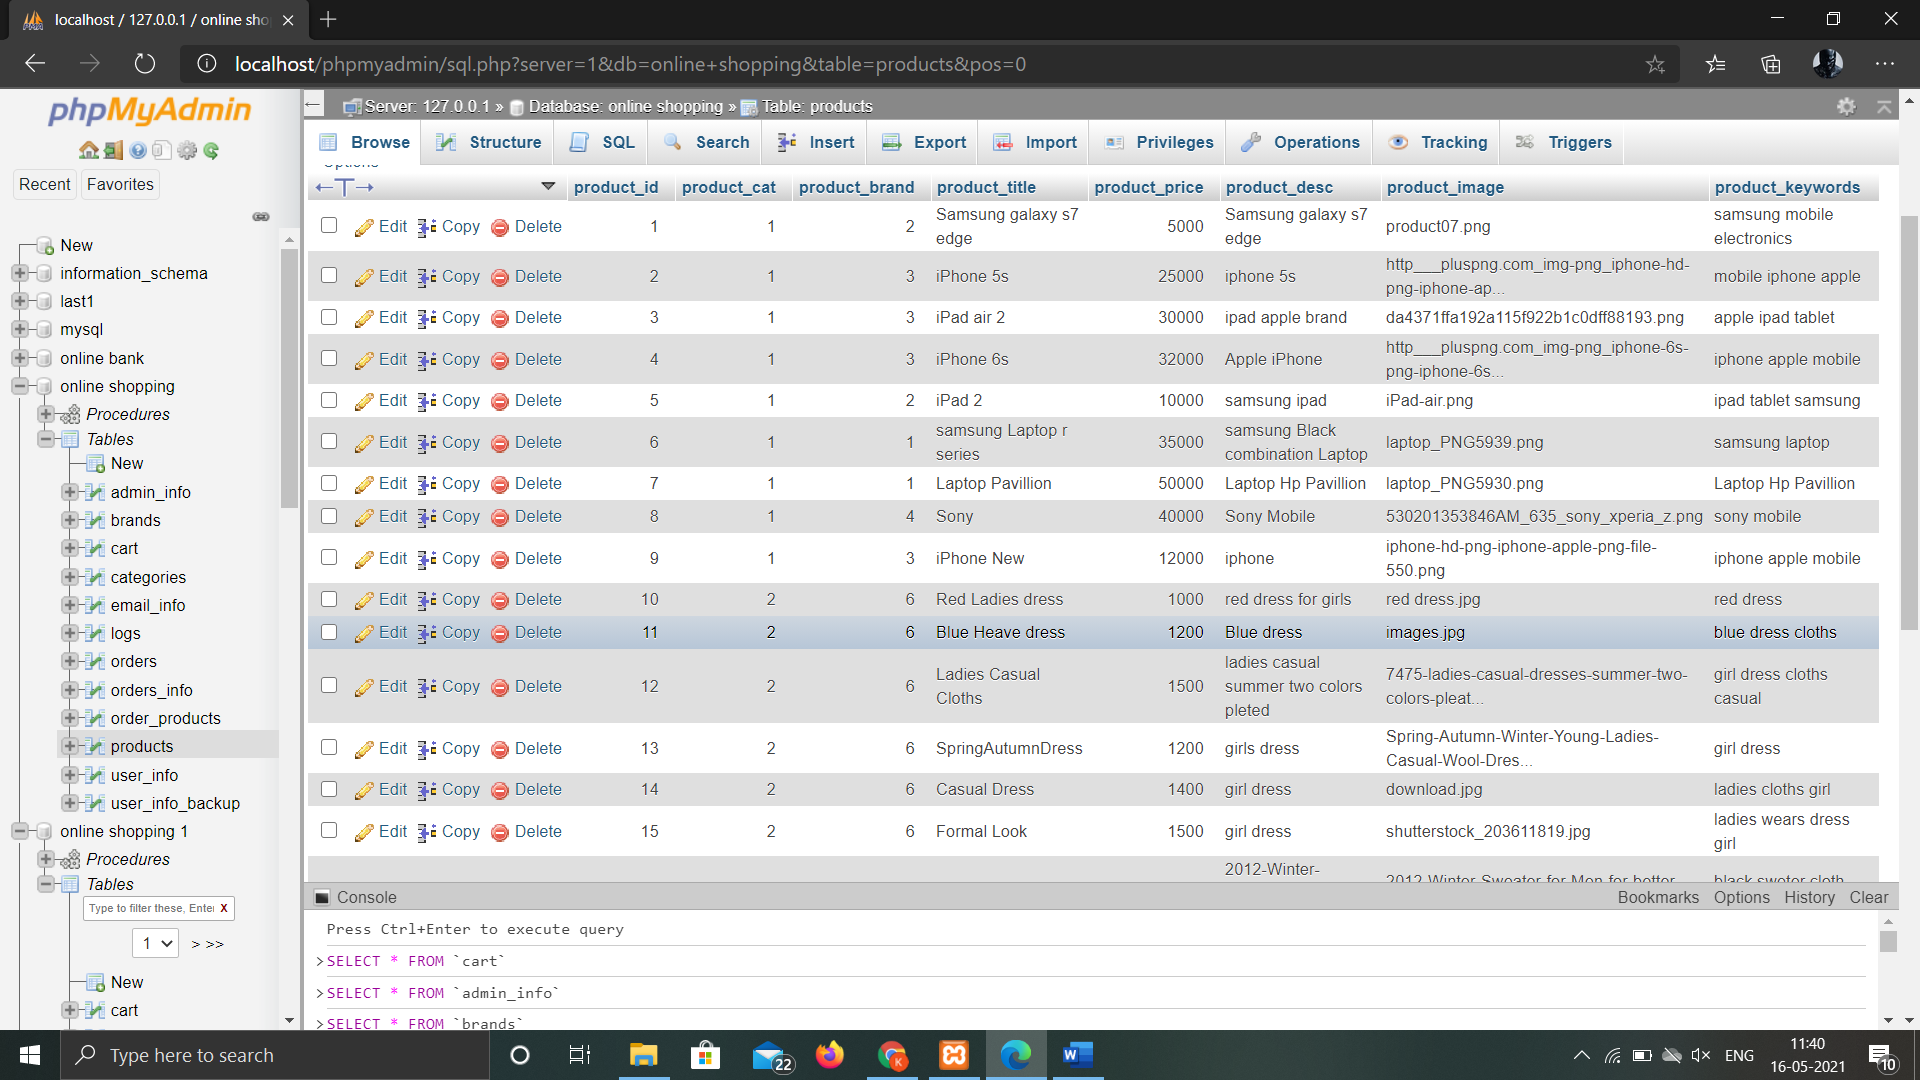 localhost / 127.0.0.1 / online sho
localhost/phpmyadmin/sql.php?server=1&db=online+shopping&table=products&pos=0
phpMyAdmin
Recent Favorites
New
information_schema
last1
mysql
online bank
online shopping
Procedures
Tables
New
admin_info
brands
cart
categories
email_info
logs
orders
orders_info
order_products
products
user_info
user_info_backup
online shopping 1
Procedures
Tables
Type to filter these, Enter X
1 > >>
New
cart
Server: 127.0.0.1 » Database: online shopping » Table: products
Browse Structure SQL Search Insert Export Import Privileges Operations Tracking Triggers
Options
←T→ product_id product_cat product_brand product_title product_price product_desc product_image product_keywords
Edit Copy Delete 1 1 2 Samsung galaxy s7 edge 5000 Samsung galaxy s7 edge product07.png samsung mobile electronics
Edit Copy Delete 2 1 3 iPhone 5s 25000 iphone 5s http___pluspng.com_img-png_iphone-hd-png-iphone-ap... mobile iphone apple
Edit Copy Delete 3 1 3 iPad air 2 30000 ipad apple brand da4371ffa192a115f922b1c0dff88193.png apple ipad tablet
Edit Copy Delete 4 1 3 iPhone 6s 32000 Apple iPhone http___pluspng.com_img-png_iphone-6s-png-iphone-6s... iphone apple mobile
Edit Copy Delete 5 1 2 iPad 2 10000 samsung ipad iPad-air.png ipad tablet samsung
Edit Copy Delete 6 1 1 samsung Laptop r series 35000 samsung Black combination Laptop laptop_PNG5939.png samsung laptop
Edit Copy Delete 7 1 1 Laptop Pavillion 50000 Laptop Hp Pavillion laptop_PNG5930.png Laptop Hp Pavillion
Edit Copy Delete 8 1 4 Sony 40000 Sony Mobile 530201353846AM_635_sony_xperia_z.png sony mobile
Edit Copy Delete 9 1 3 iPhone New 12000 iphone iphone-hd-png-iphone-apple-png-file-550.png iphone apple mobile
Edit Copy Delete 10 2 6 Red Ladies dress 1000 red dress for girls red dress.jpg red dress
Edit Copy Delete 11 2 6 Blue Heave dress 1200 Blue dress images.jpg blue dress cloths
Edit Copy Delete 12 2 6 Ladies Casual Cloths 1500 ladies casual summer two colors pleted 7475-ladies-casual-dresses-summer-two-colors-pleat... girl dress cloths casual
Edit Copy Delete 13 2 6 SpringAutumnDress 1200 girls dress Spring-Autumn-Winter-Young-Ladies-Casual-Wool-Dres... girl dress
Edit Copy Delete 14 2 6 Casual Dress 1400 girl dress download.jpg ladies cloths girl
Edit Copy Delete 15 2 6 Formal Look 1500 girl dress shutterstock_203611819.jpg ladies wears dress girl
2012-Winter- 2012-Winter-Sweater-for-Men-for-better black sweter cloth
Console Bookmarks Options History Clear
Press Ctrl+Enter to execute query
>SELECT * FROM `cart`
>SELECT * FROM `admin_info`
>SELECT * FROM `brands`
Type here to search
22
ENG
11:40
16-05-2021
10